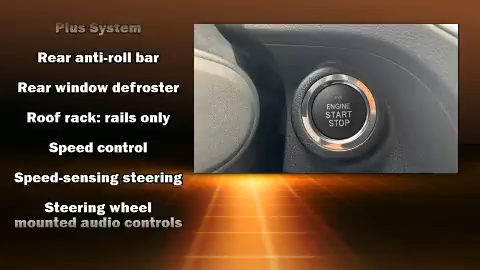 Plus System
Rear anti-roll bar
Rear window defroster
Roof rack: rails only
Speed control
Speed-sensing steering
Steering wheel
mounted audio controls
ENGINE
START
STOP